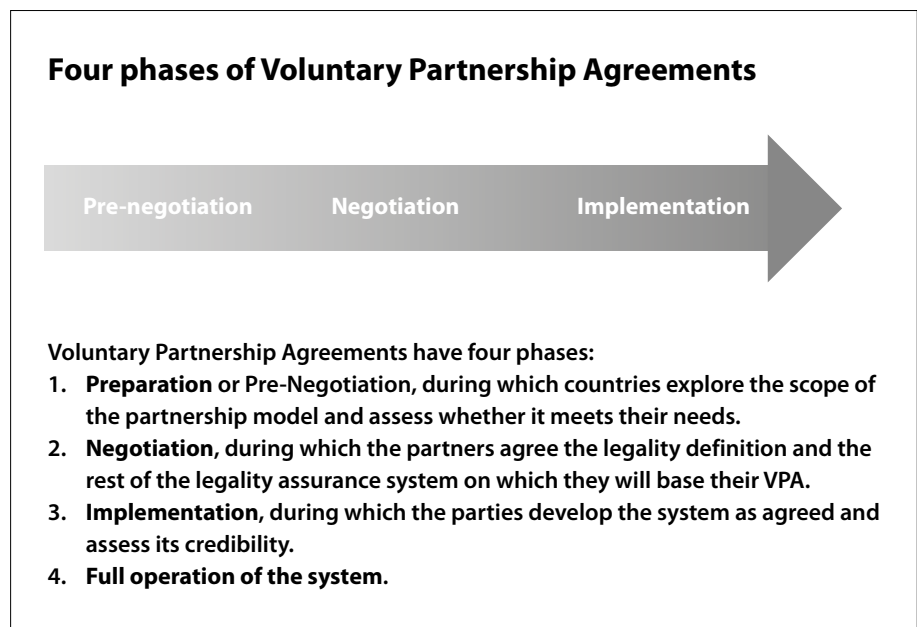 Four phases of Voluntary Partnership Agreements
Pre-negotiation Negotiation Implementation
Voluntary Partnership Agreements have four phases:
1. Preparation or Pre-Negotiation, during which countries explore the scope of
the partnership model and assess whether it meets their needs.
2. Negotiation, during which the partners agree the legality definition and the
rest of the legality assurance system on which they will base their VPA.
3. Implementation, during which the parties develop the system as agreed and
assess its credibility.
4. Full operation of the system.